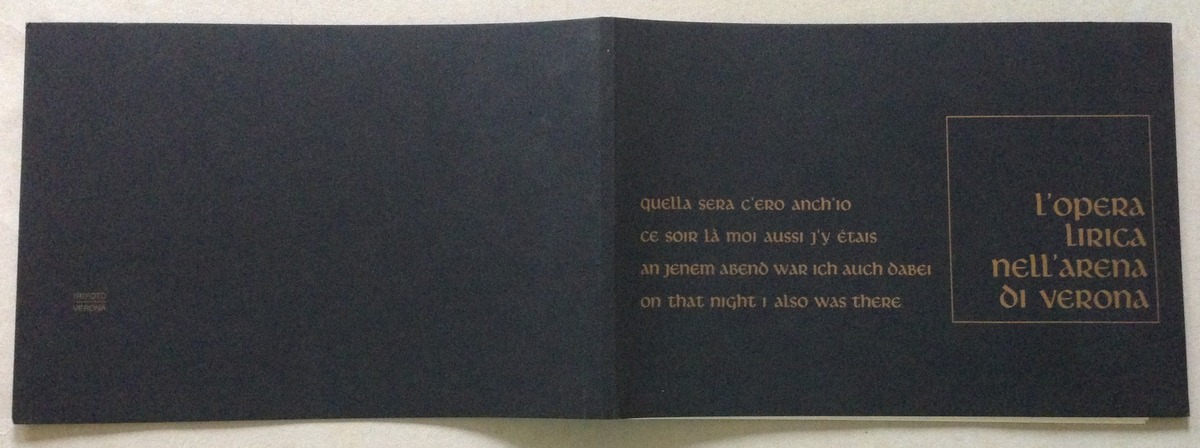 quella sera c'ero anch'io
ce soir là moi aussi j'y étais
an jenem abend war ich auch dabei
on that night i also was there
l'opera
lirica
nell'arena
di verona
VERONA